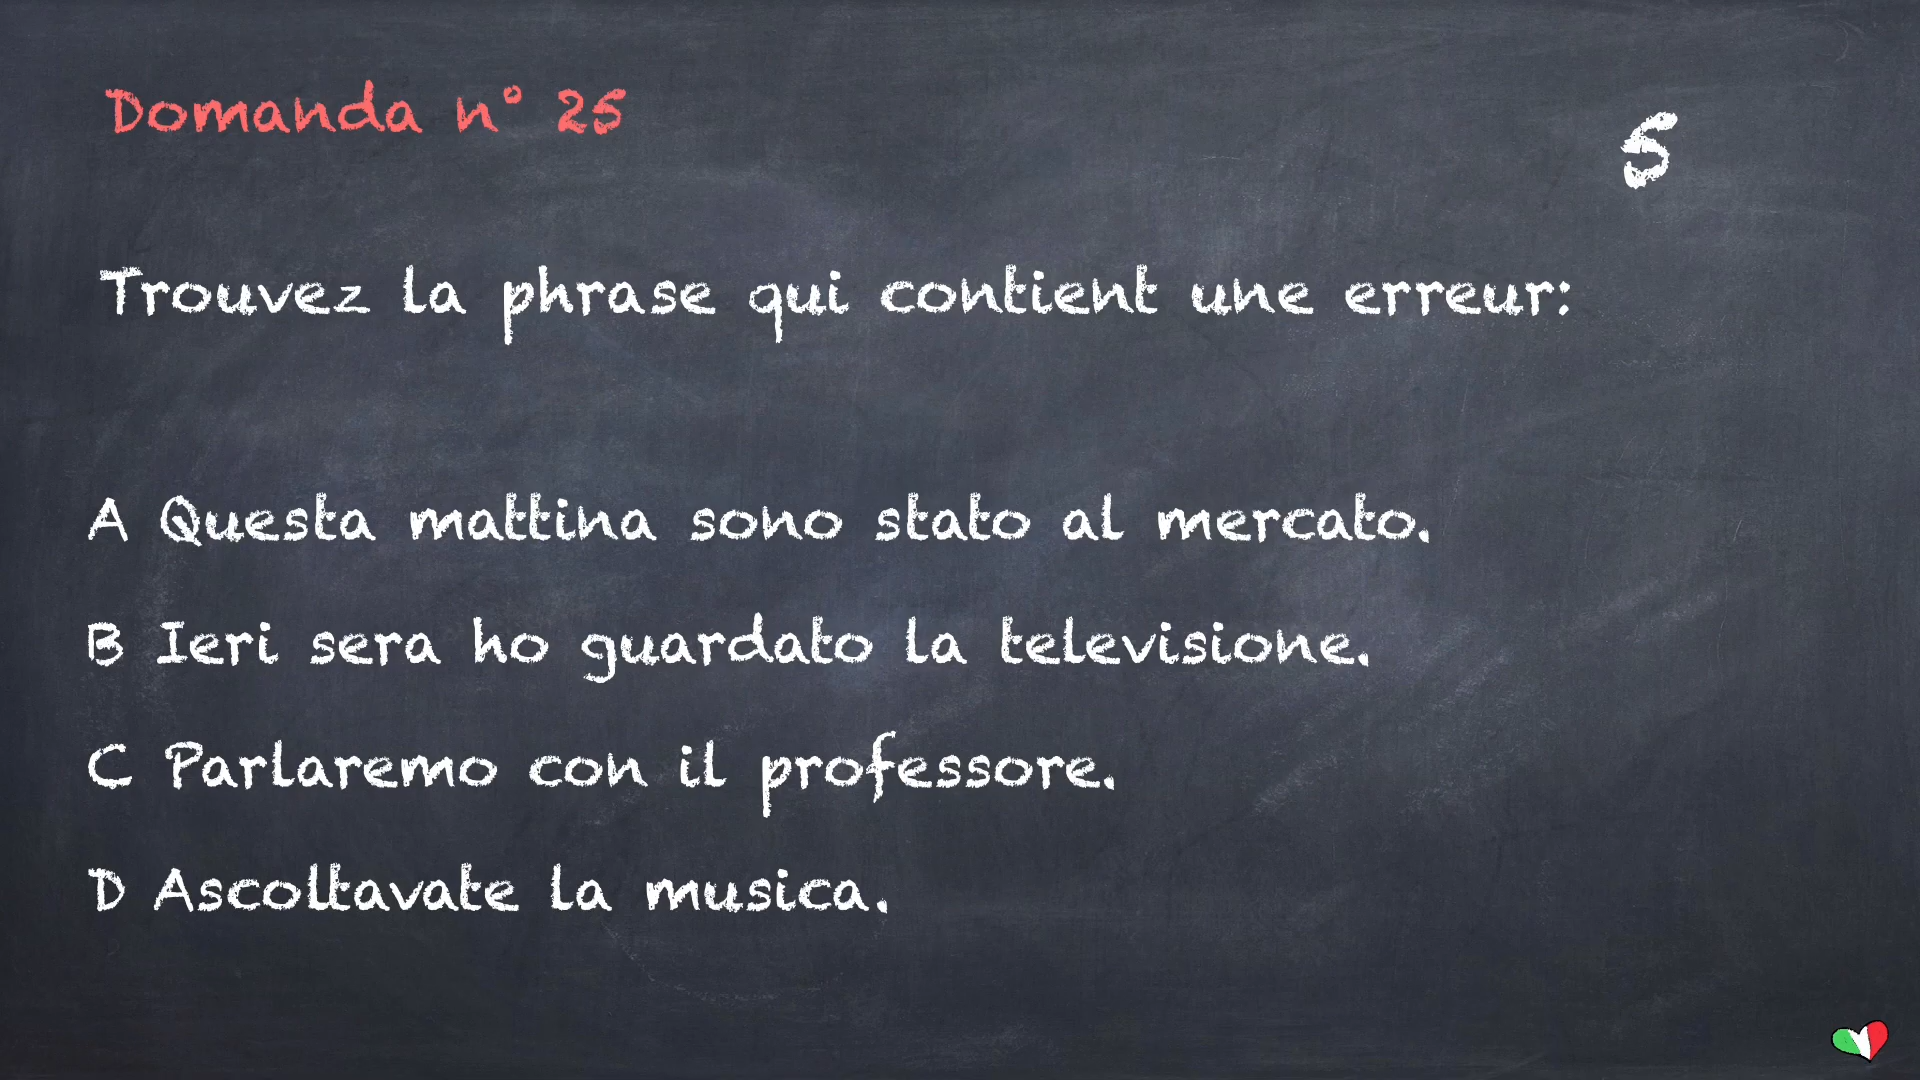 Domanda n° 25
5
Trouvez la phrase qui contient une erreur:
A Questa mattina sono stato al mercato.
B Ieri sera ho guardato la televisione.
C Parlaremo con il professore.
D Ascoltavate la musica.